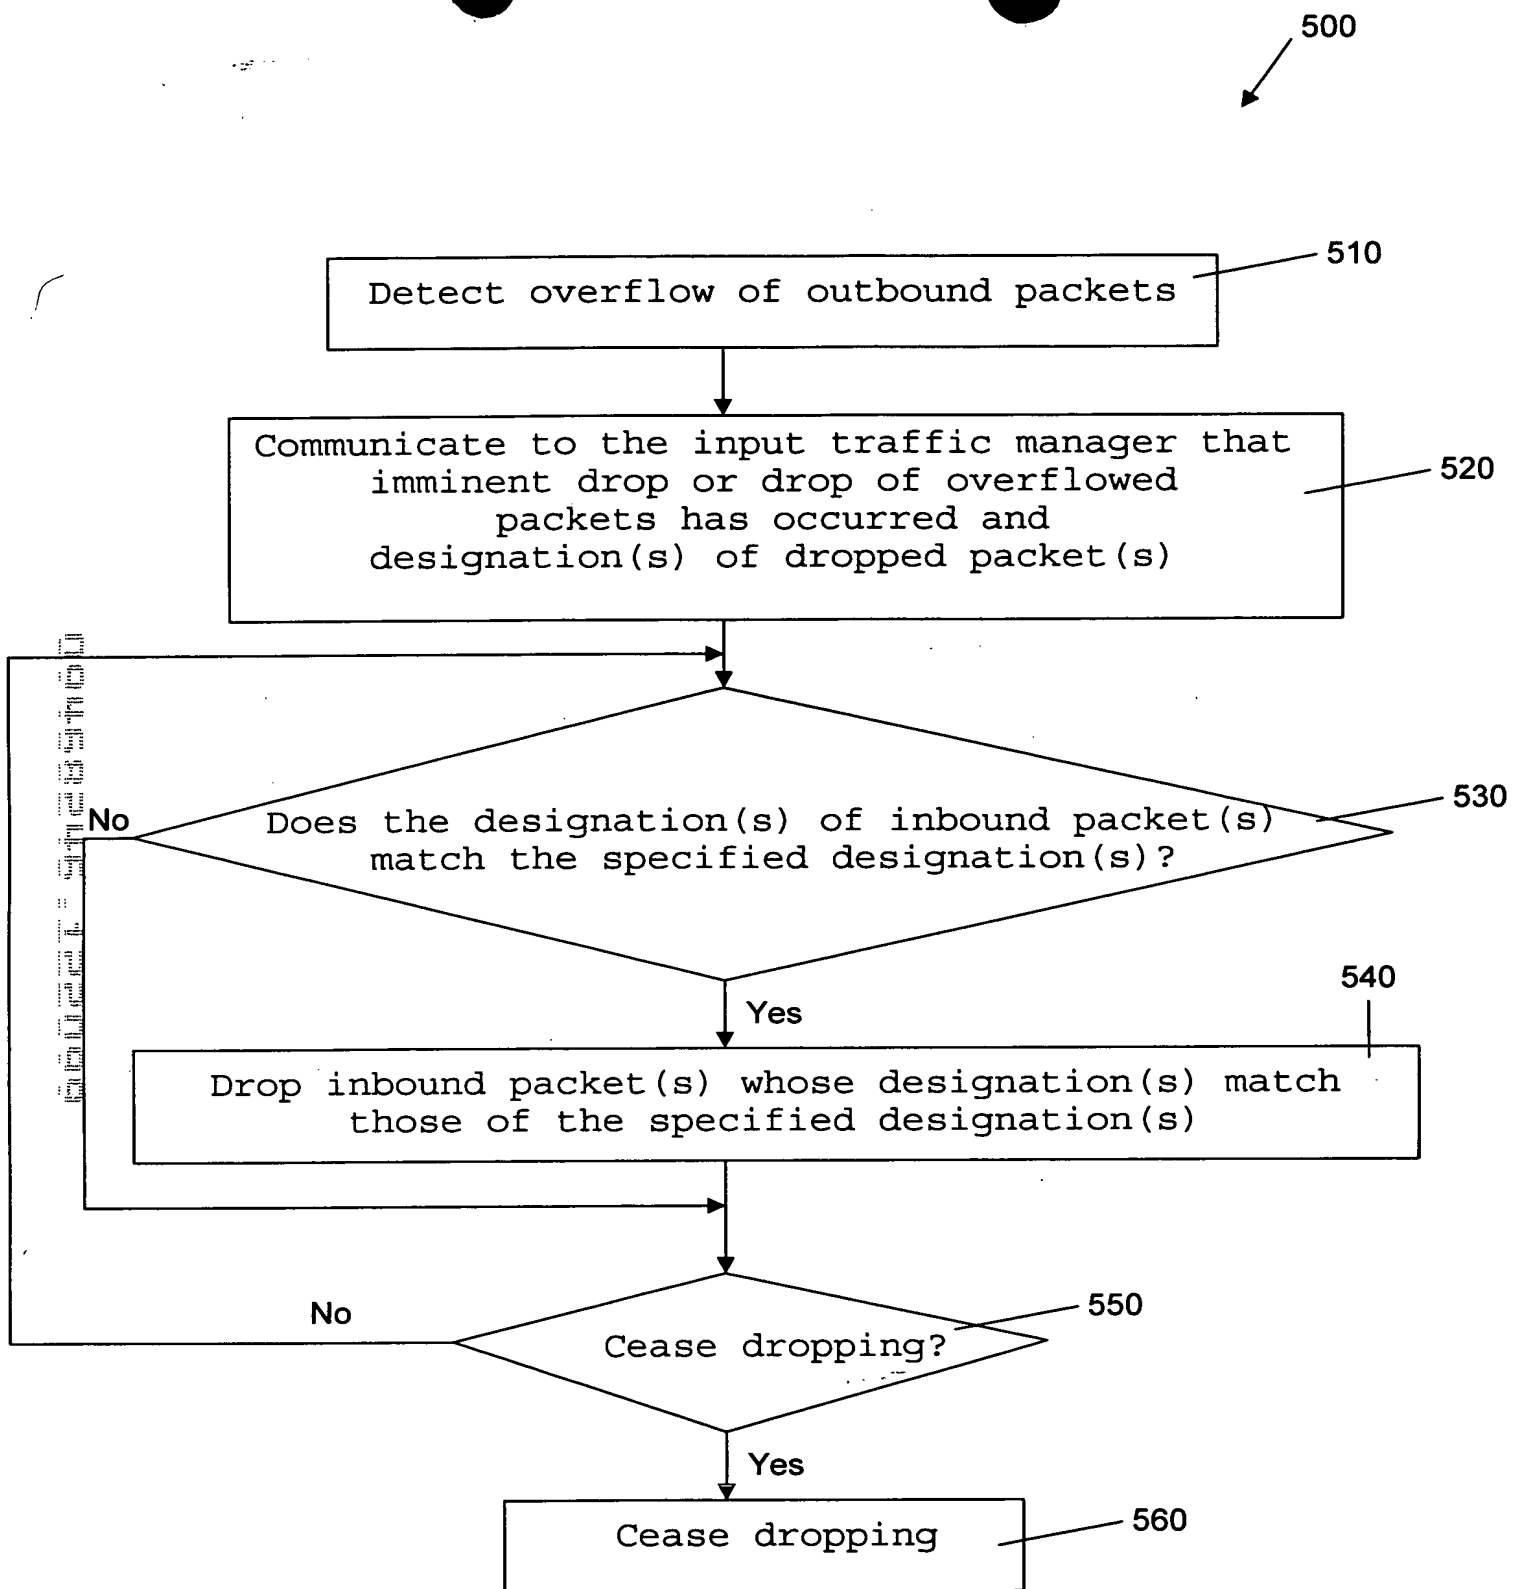 500
510
Detect overflow of outbound packets
Communicate to the input traffic manager that
imminent drop or drop of overflowed
packets has occurred and
designation(s) of dropped packet(s)
520
530
No
Does the designation(s) of inbound packet(s)
match the specified designation(s)?
Yes
540
Drop inbound packet(s) whose designation(s) match
those of the specified designation(s)
No
550
Cease dropping?
Yes
Cease dropping
560